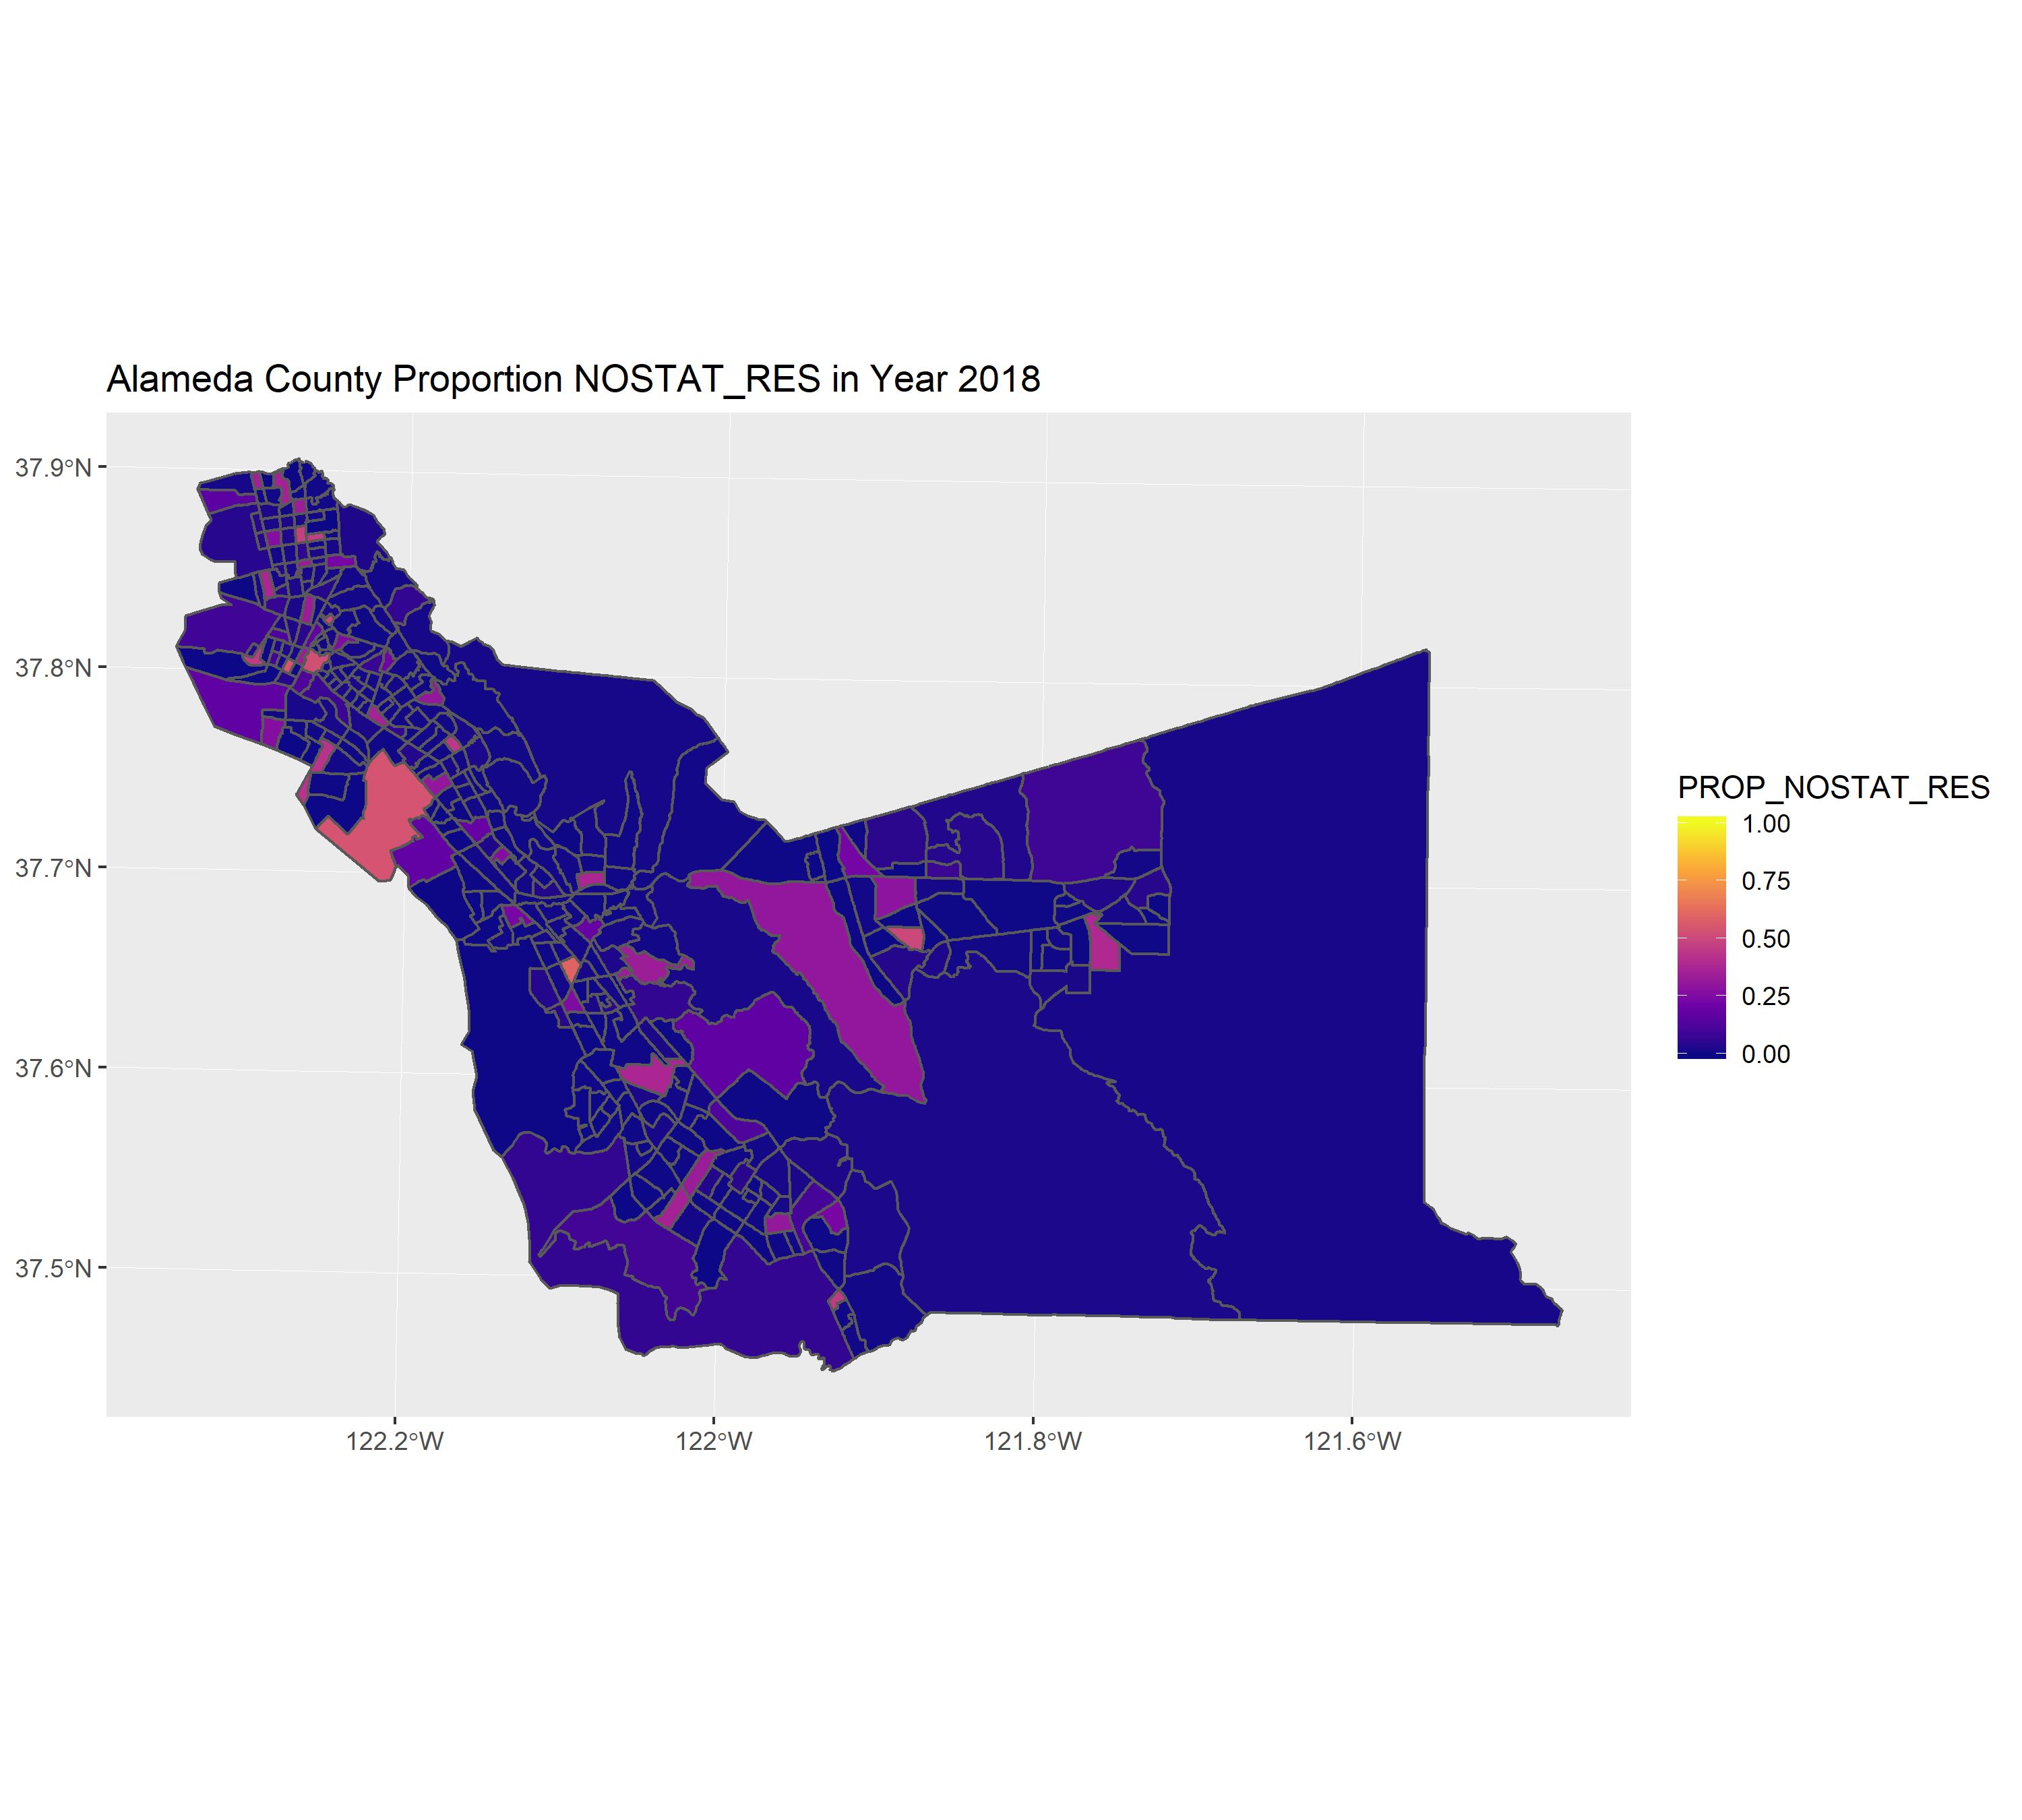 Alameda County Proportion NOSTAT_RES in Year 2018
37.9°N
37.8°N
37.7°N
37.6°N
37.5°N
122.2°W
122°W
121.8°W
121.6°W
PROP_NOSTAT_RES
1.00
0.75
0.50
0.25
0.00